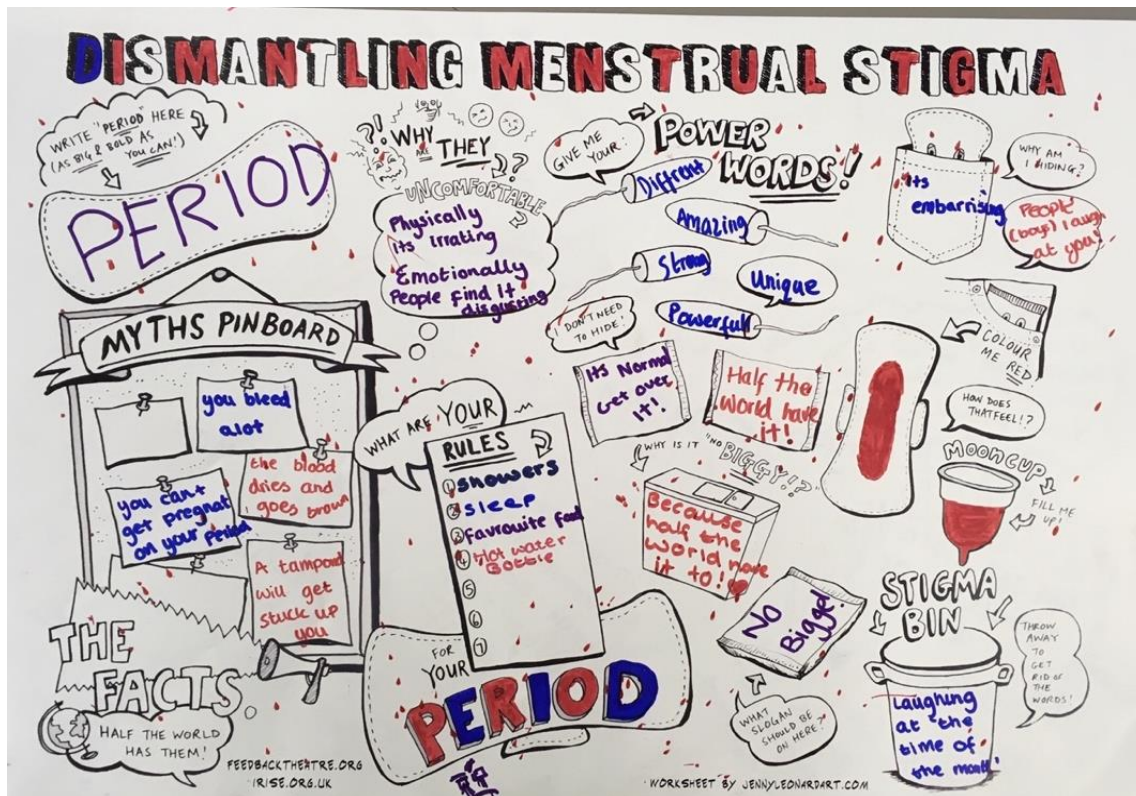 DISMANTLING MENSTRUAL STIGMA
WRITE "PERIOD" HERE
(AS BIG & BOLD AS
YOU CAN!)
PERIOD
?! WHY
ARE THEY
UNCOMFORTABLE
??
Physically
its irrating
Emotionally
People find it
disgusting
GIVE ME
YOUR:
POWER
WORDS!
Diffrent
Amazing
Strong
Unique
Powerfull
its
embarrising
WHY AM
I HIDING?
People
(boys) laugh
at you!
MYTHS PINBOARD
you bleed
alot
the blood
dries and
goes brown
you can't
get pregnat
on your period
A tampond
will get
stuck up
you
THE
FACTS
HALF THE WORLD
HAS THEM!
WHAT ARE YOUR
RULES
1 showers
2 sleep
3 favrouite food
4 Hot water
Bottle
5
6
7
FOR
YOUR
PERIOD
I DON'T NEED
TO HIDE!
Its Normal
Get over
It!
Half the
world have
it!
WHY IS IT "NO
BIGGY!?
Because
half the
world have
it to!
No
Bigge!
WHAT
SLOGAN
SHOULD BE
ON HERE?
COLOUR
ME RED
HOW DOES
THAT FEEL!?
MOONCUP
FILL ME
UP!
STIGMA
BIN
THROW
AWAY
TO
GET
RID OF
THE
WORDS!
Laughing
at "the
time of
the month'
FEEDBACKTHEATRE.ORG
IRISE.ORG.UK
WORKSHEET BY JENNYLEONARDART.COM